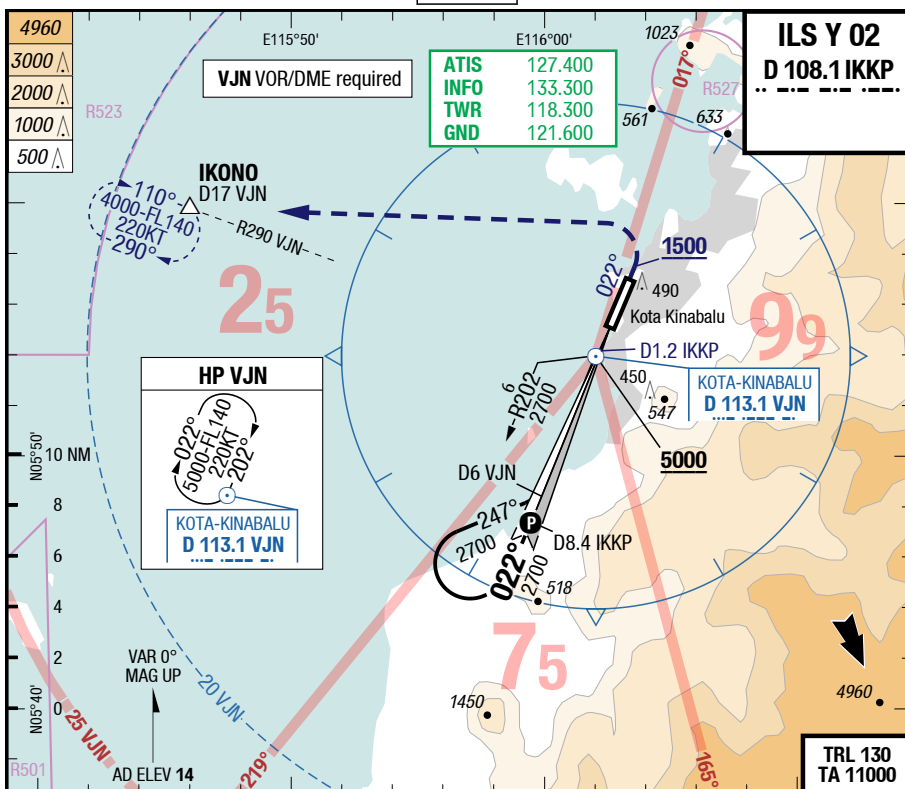 4960
3000
2000
1000
500
E115°50'
E116°00'
1023
017°
ILS Y 02
D 108.1 IKKP
VJN VOR/DME required
ATIS 127.400
INFO 133.300
TWR 118.300
GND 121.600
R523
R527
561
633
IKONO
D17 VJN
110°
4000-FL140
220KT
290°
R290 VJN
1500
022°
490
Kota Kinabalu
25
99
D1.2 IKKP
KOTA-KINABALU
D 113.1 VJN
450
547
R202
6
2700
5000
HP VJN
022°
5000-FL 140
220KT
202°
KOTA-KINABALU
D 113.1 VJN
N05°50'
10 NM
8
6
4
2
0
N05°40'
D6 VJN
247°
2700
P
D8.4 IKKP
022°
2700
518
75
1450
4960
VAR 0°
MAG UP
20 VJN
25 VJN
219°
165°
R501
AD ELEV 14
TRL 130
TA 11000